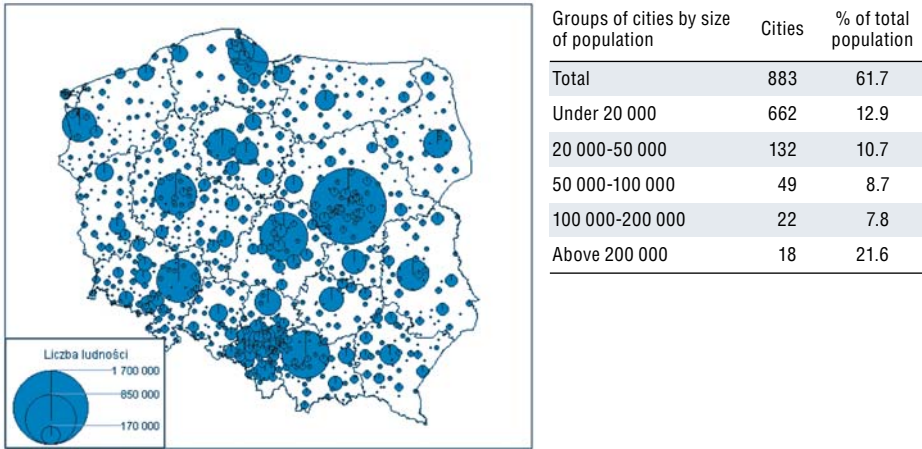 Liczba ludności
1 700 000
850 000
170 000
Groups of cities by size of population Cities % of total population
Total 883 61.7
Under 20 000 662 12.9
20 000-50 000 132 10.7
50 000-100 000 49 8.7
100 000-200 000 22 7.8
Above 200 000 18 21.6